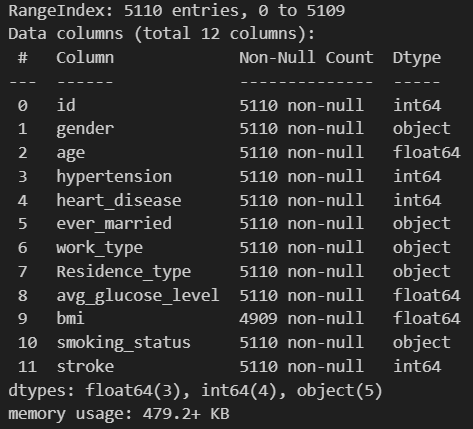 RangeIndex: 5110 entries, 0 to 5109
Data columns (total 12 columns):
 #   Column             Non-Null Count  Dtype
---  ------             --------------  -----
 0   id                 5110 non-null   int64
 1   gender             5110 non-null   object
 2   age                5110 non-null   float64
 3   hypertension       5110 non-null   int64
 4   heart_disease      5110 non-null   int64
 5   ever_married       5110 non-null   object
 6   work_type          5110 non-null   object
 7   Residence_type     5110 non-null   object
 8   avg_glucose_level  5110 non-null   float64
 9   bmi                4909 non-null   float64
 10  smoking_status     5110 non-null   object
 11  stroke             5110 non-null   int64
dtypes: float64(3), int64(4), object(5)
memory usage: 479.2+ KB